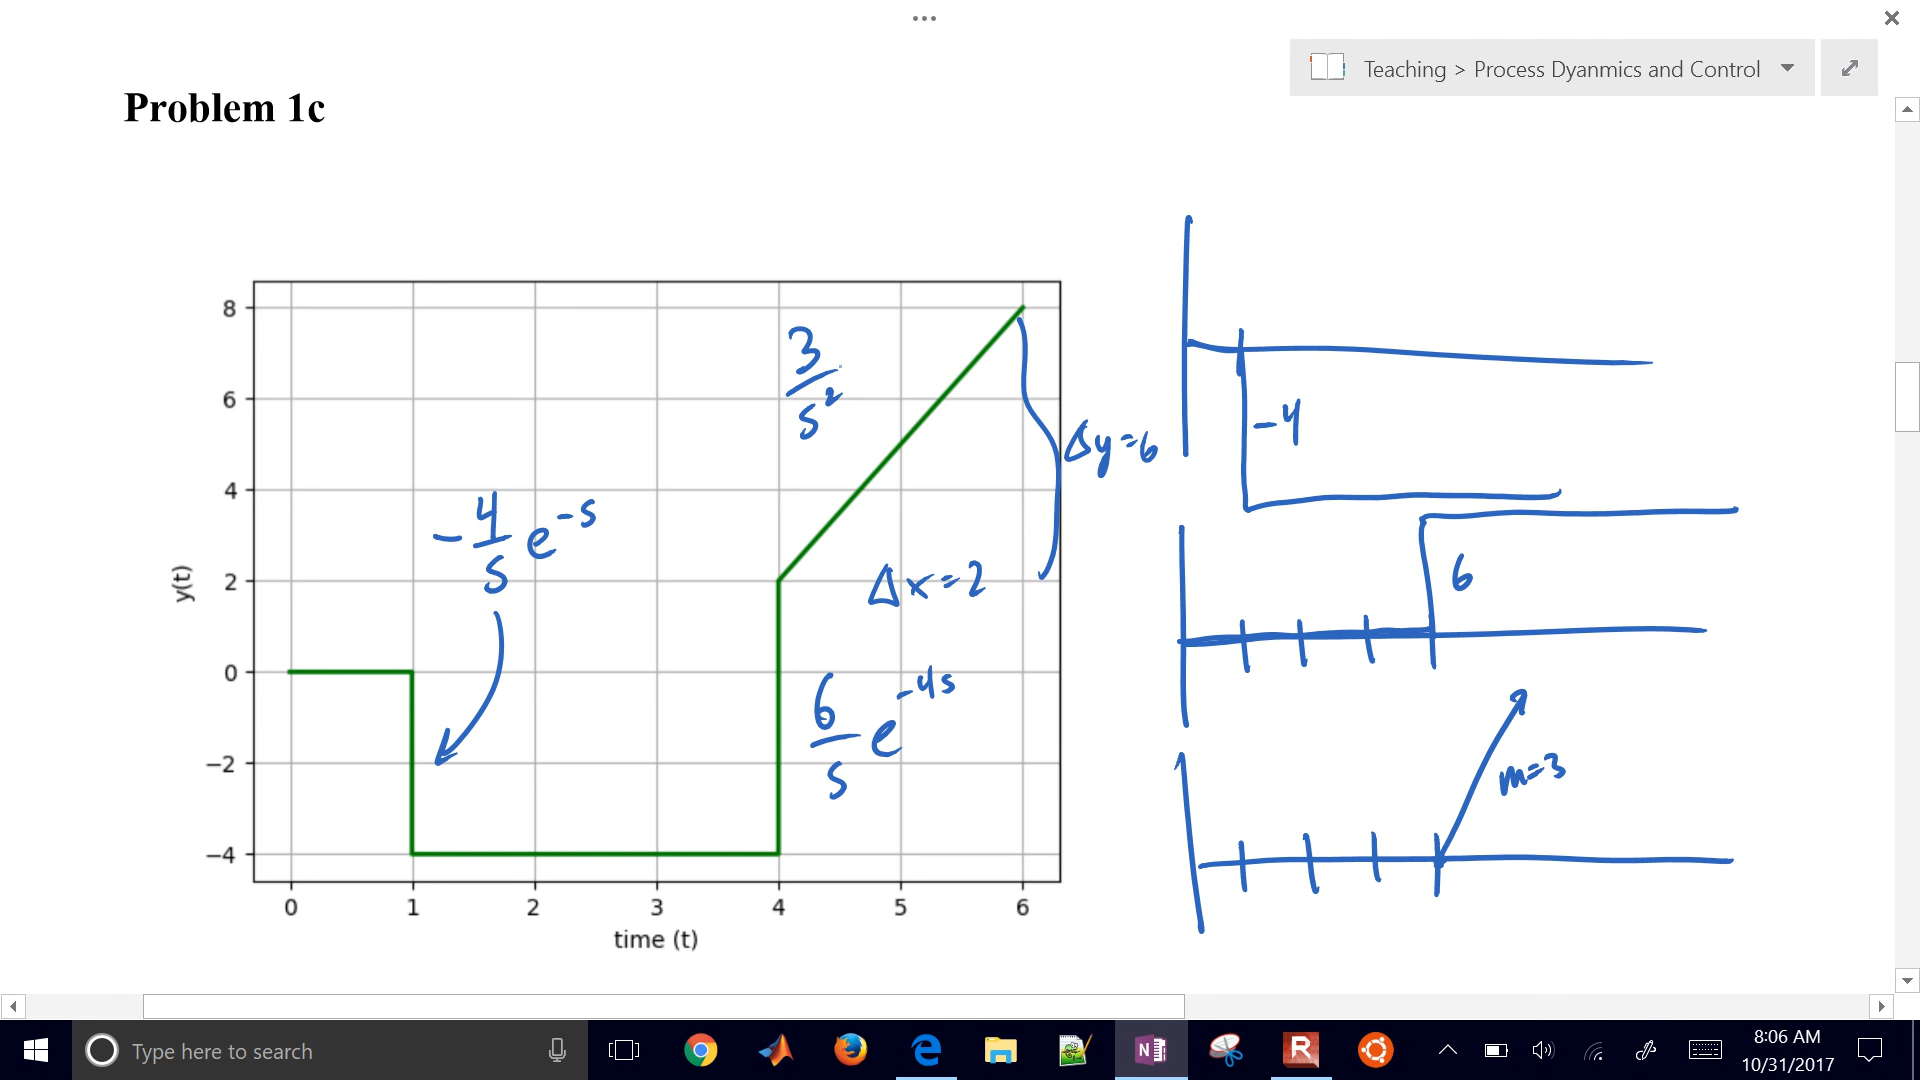 Teaching > Process Dyanmics and Control
Problem 1c
8
6
4
2
0
−2
−4
y(t)
0 1 2 3 4 5 6
time (t)
3/s²
-4/s e^-s
Δy=6
Δx=2
6/s e^-4s
-4
6
m=3
Type here to search
8:06 AM
10/31/2017